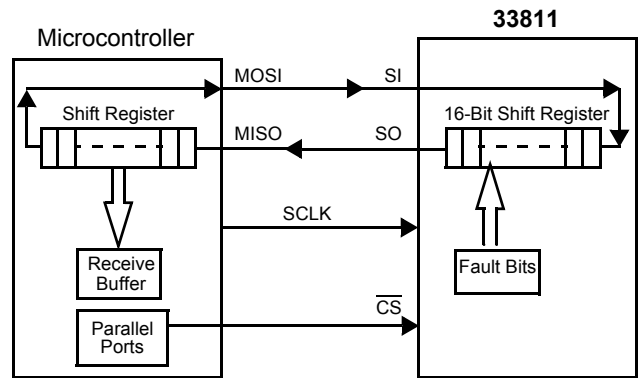 33811
Microcontroller
MOSI
SI
Shift Register
16-Bit Shift Register
MISO
SO
SCLK
Receive
Buffer
Fault Bits
CS
Parallel
Ports